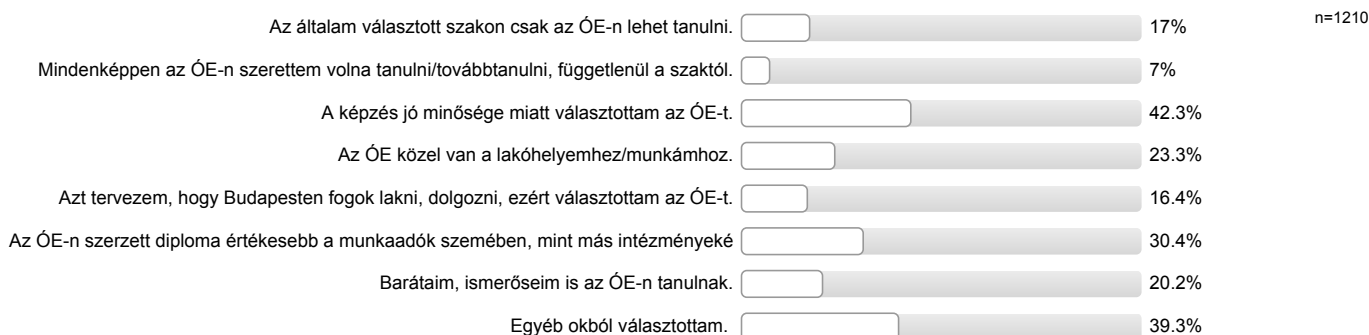 Az általam választott szakon csak az ÓE-n lehet tanulni. 17% n=1210
Mindenképpen az ÓE-n szerettem volna tanulni/továbbtanulni, függetlenül a szaktól. 7%
A képzés jó minősége miatt választottam az ÓE-t. 42.3%
Az ÓE közel van a lakóhelyemhez/munkámhoz. 23.3%
Azt tervezem, hogy Budapesten fogok lakni, dolgozni, ezért választottam az ÓE-t. 16.4%
Az ÓE-n szerzett diploma értékesebb a munkaadók szemében, mint más intézményeké 30.4%
Barátaim, ismerőseim is az ÓE-n tanulnak. 20.2%
Egyéb okból választottam. 39.3%